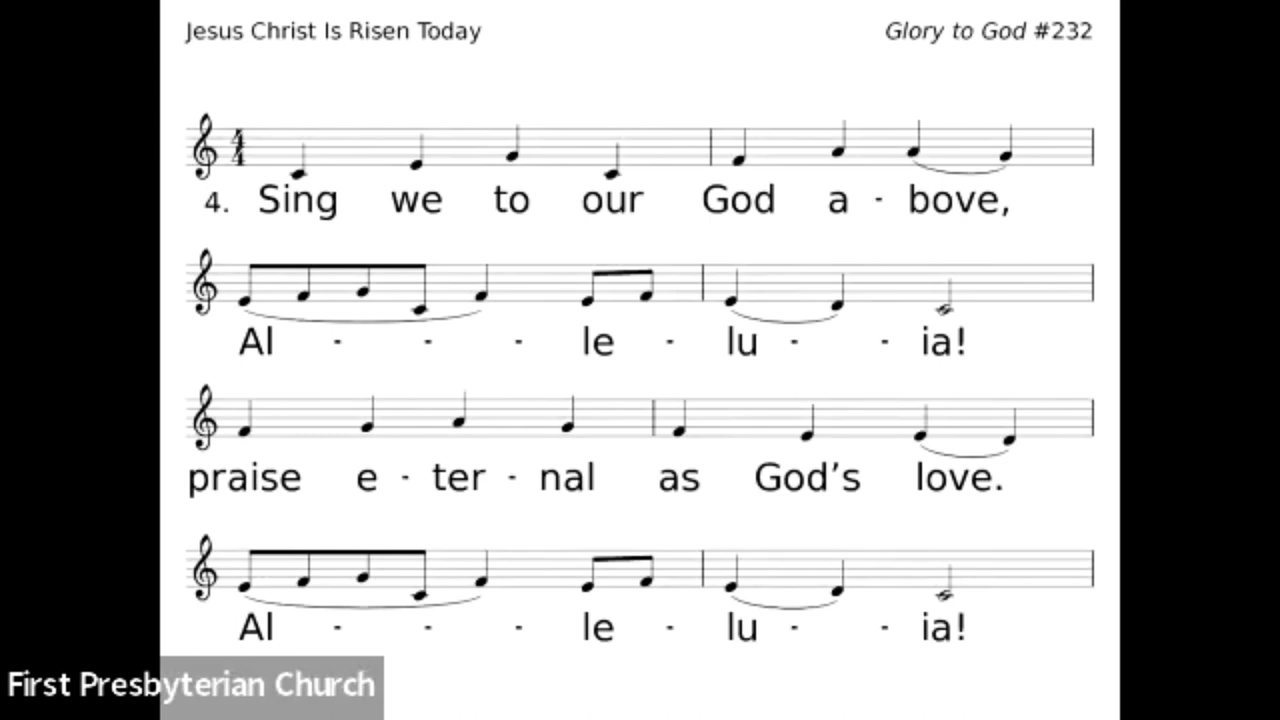 Jesus Christ Is Risen Today
Glory to God #232
4. Sing we to our God a - bove,
Al - - - le - lu - - ia!
praise e - ter - nal as God’s love.
Al - - - le - lu - - ia!
First Presbyterian Church